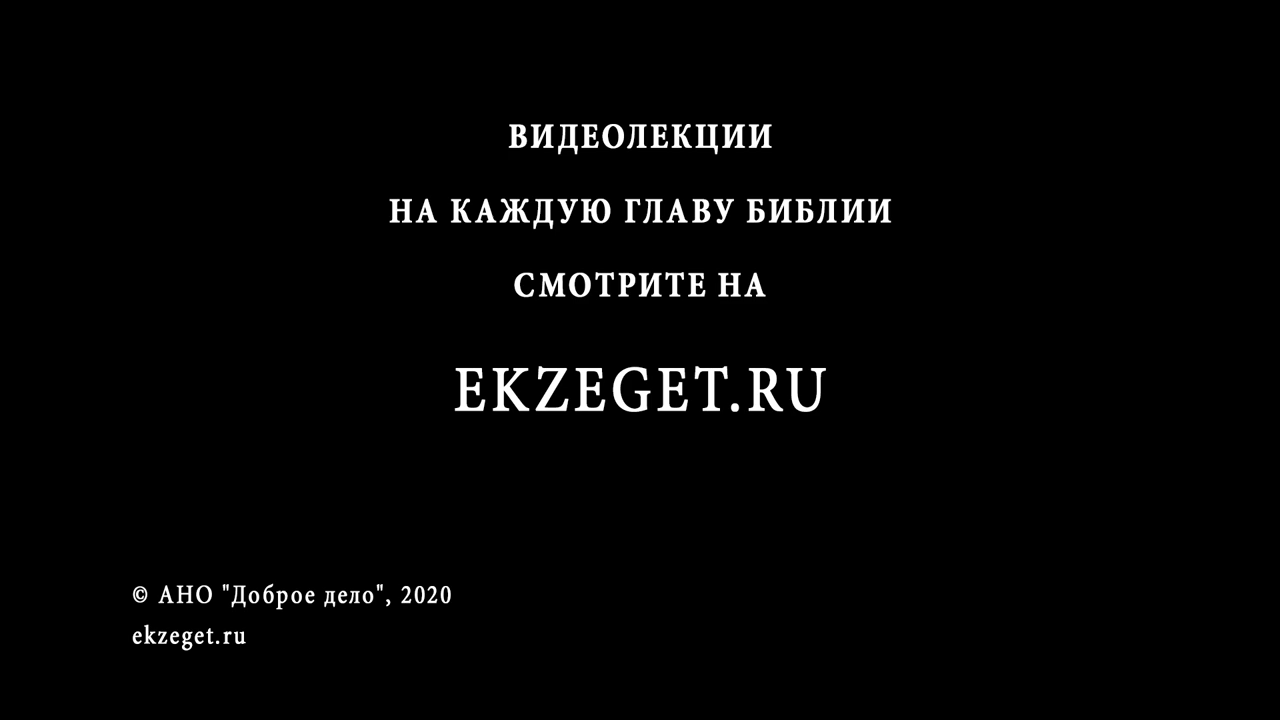 ВИДЕОЛЕКЦИИ
НА КАЖДУЮ ГЛАВУ БИБЛИИ
СМОТРИТЕ НА
EKZEGET.RU
© АНО "Доброе дело", 2020
ekzeget.ru